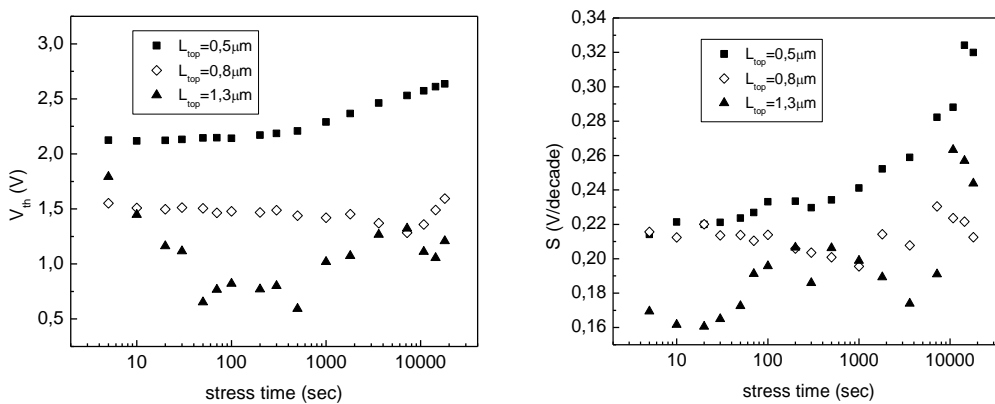 3,0
2,5
2,0
1,5
1,0
0,5
V_th (V)
L_top=0,5μm
L_top=0,8μm
L_top=1,3μm
10 100 1000 10000
stress time (sec)
0,34
0,32
0,30
0,28
0,26
0,24
0,22
0,20
0,18
0,16
S (V/decade)
L_top=0,5μm
L_top=0,8μm
L_top=1,3μm
10 100 1000 10000
stress time (sec)